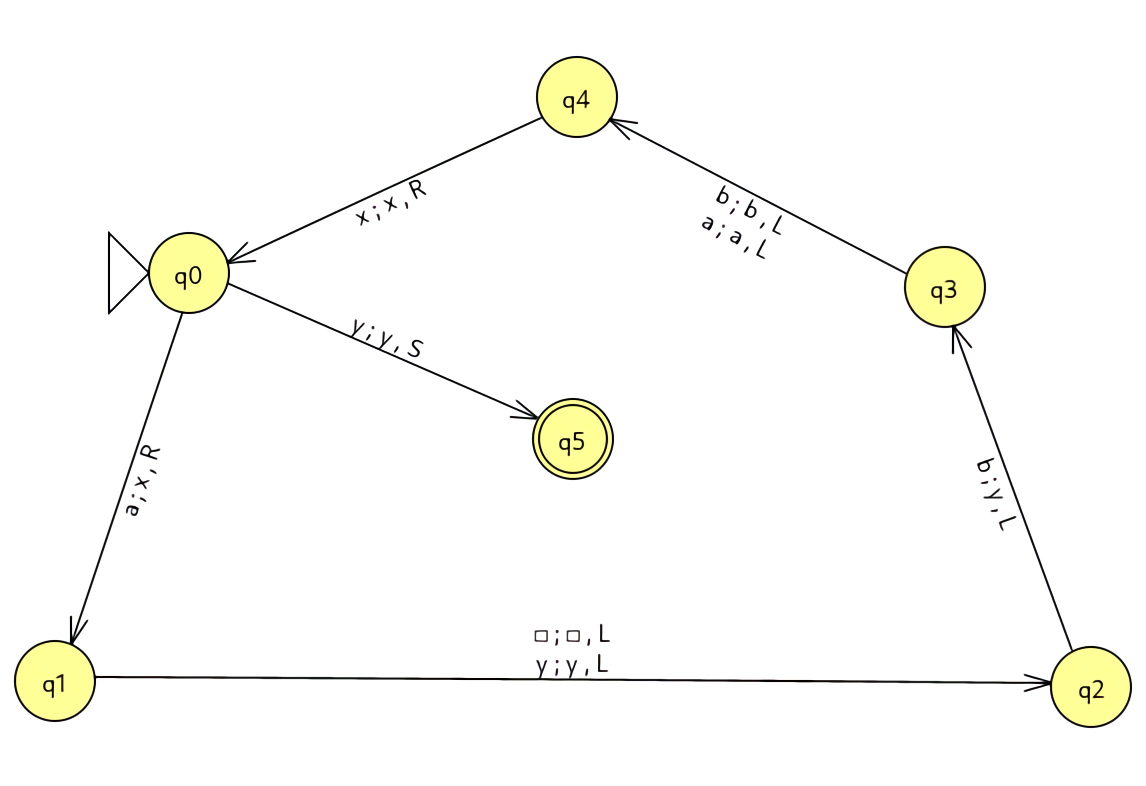 q4
x;x,R
b;b,L
a;a,L
q0
q3
y;y,S
q5
a;x,R
b;y,L
□;□,L
y;y,L
q1
q2